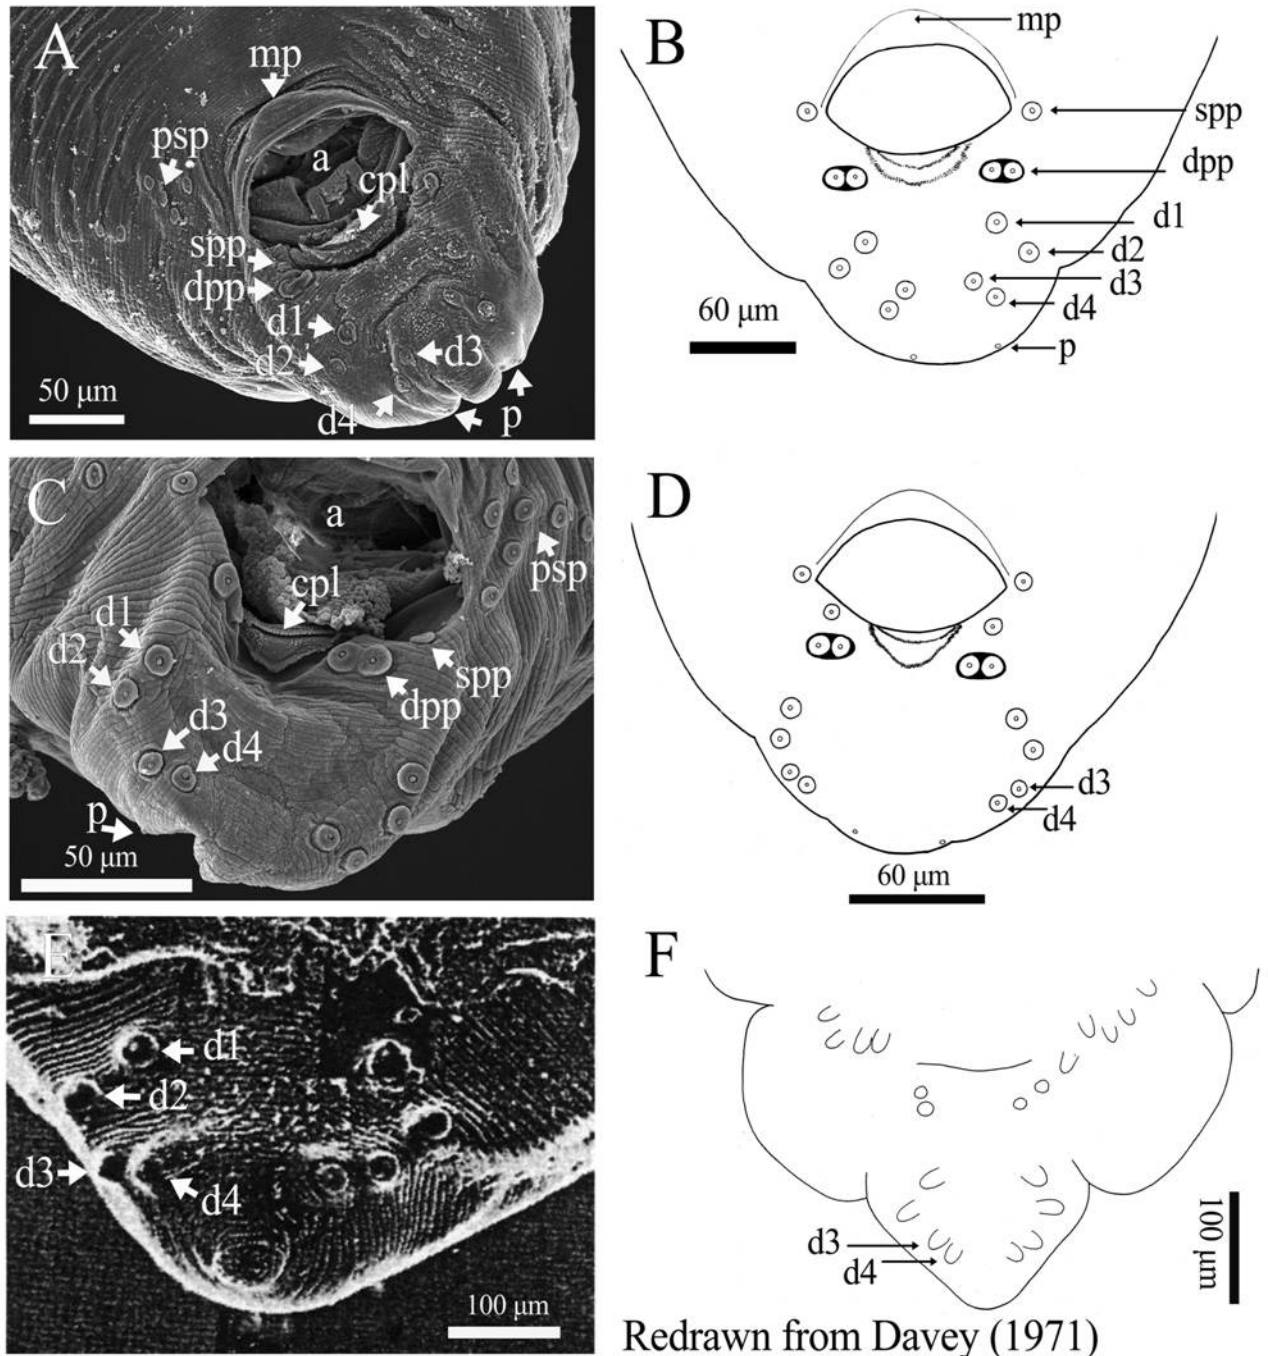 A
mp
psp
a
cpl
spp
dpp
d1
d2
d3
d4
p
50 μm
B
mp
spp
dpp
d1
d2
d3
d4
p
60 μm
C
a
cpl
psp
d1
d2
spp
dpp
d3
d4
p
50 μm
D
d3
d4
60 μm
E
d1
d2
d3
d4
100 μm
F
d3
d4
100 μm
Redrawn from Davey (1971)